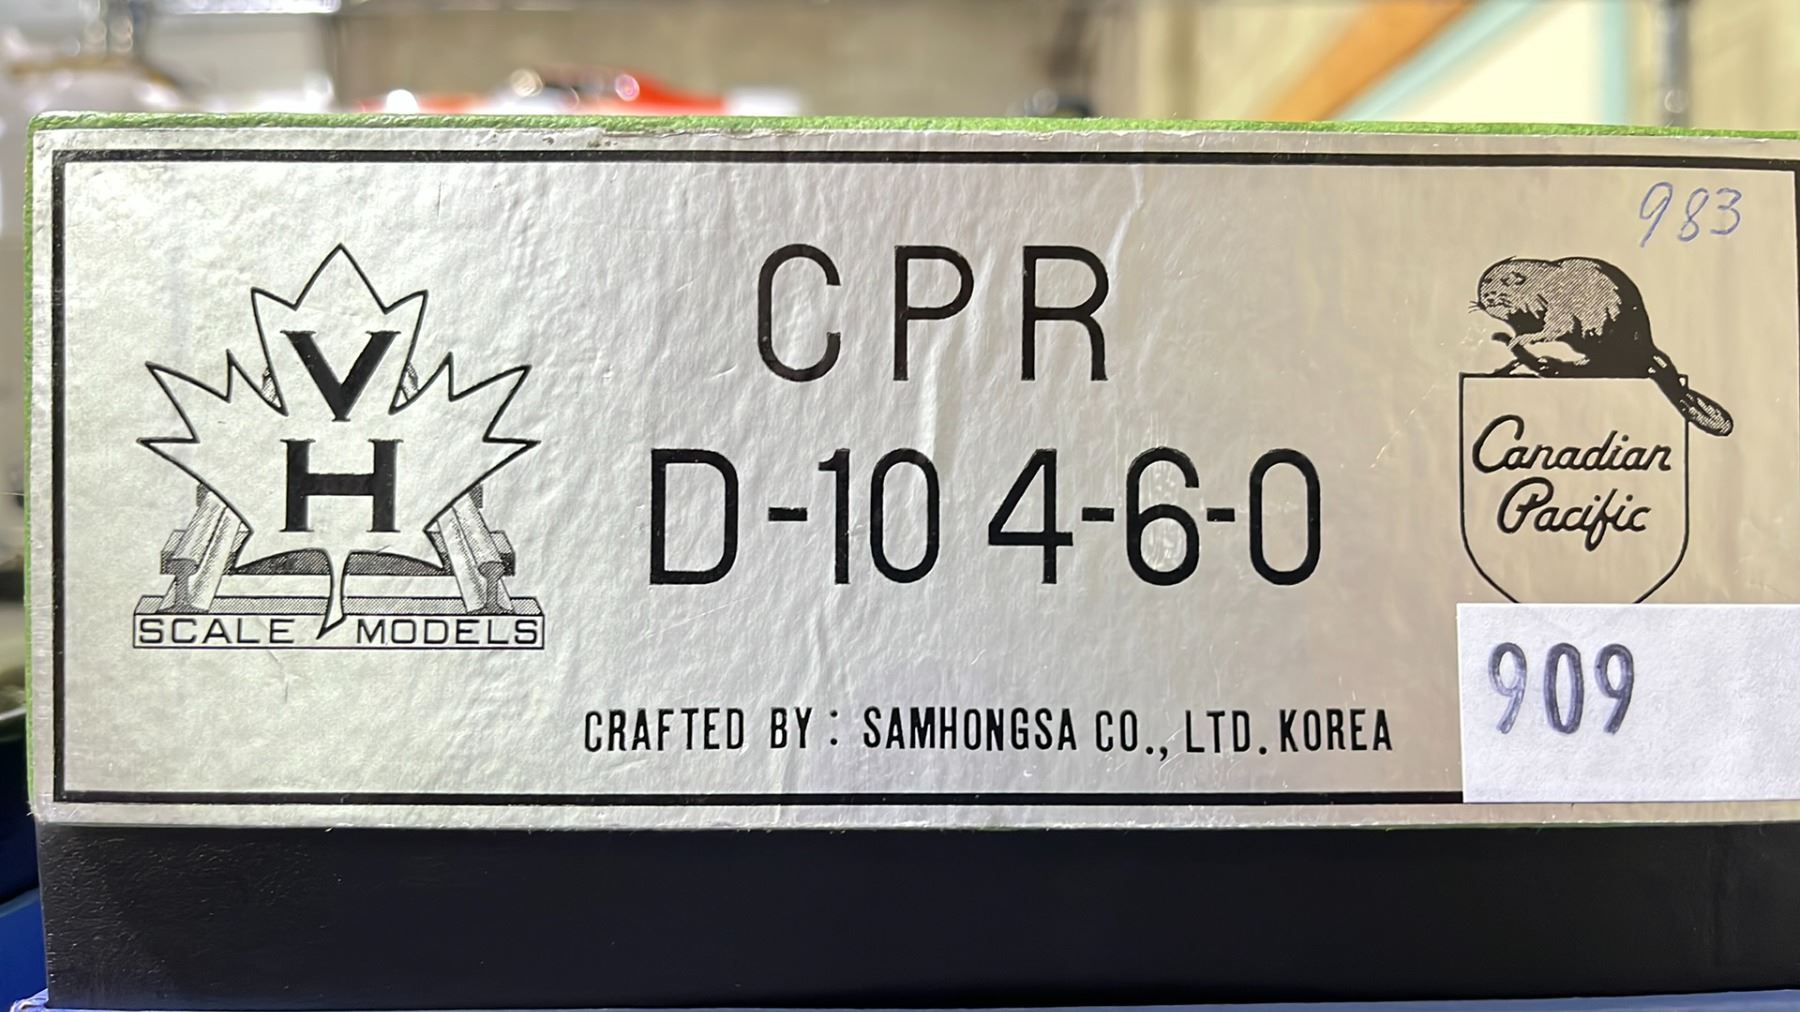 983
V
H
SCALE MODELS
CPR
D-10 4-6-0
Canadian
Pacific
909
CRAFTED BY: SAMHONGSA CO., LTD. KOREA